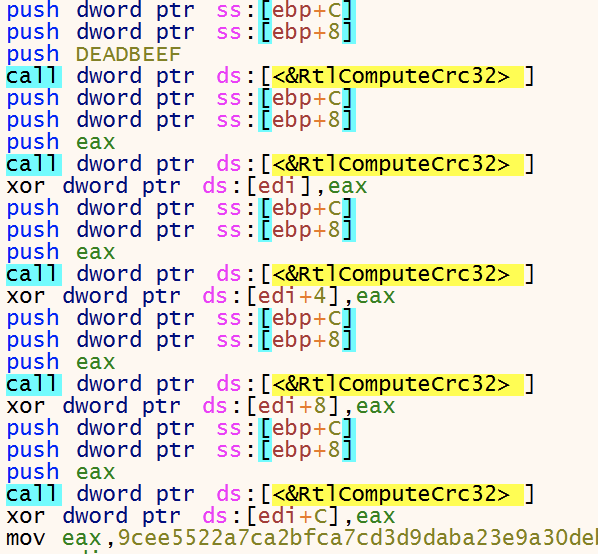 push dword ptr ss:[ebp+C]
push dword ptr ss:[ebp+8]
push DEADBEEF
call dword ptr ds:[<&RtlComputeCrc32>]
push dword ptr ss:[ebp+C]
push dword ptr ss:[ebp+8]
push eax
call dword ptr ds:[<&RtlComputeCrc32>]
xor dword ptr ds:[edi],eax
push dword ptr ss:[ebp+C]
push dword ptr ss:[ebp+8]
push eax
call dword ptr ds:[<&RtlComputeCrc32>]
xor dword ptr ds:[edi+4],eax
push dword ptr ss:[ebp+C]
push dword ptr ss:[ebp+8]
push eax
call dword ptr ds:[<&RtlComputeCrc32>]
xor dword ptr ds:[edi+8],eax
push dword ptr ss:[ebp+C]
push dword ptr ss:[ebp+8]
push eax
call dword ptr ds:[<&RtlComputeCrc32>]
xor dword ptr ds:[edi+C],eax
mov eax,9cee5522a7ca2bfca7cd3d9daba23e9a30de